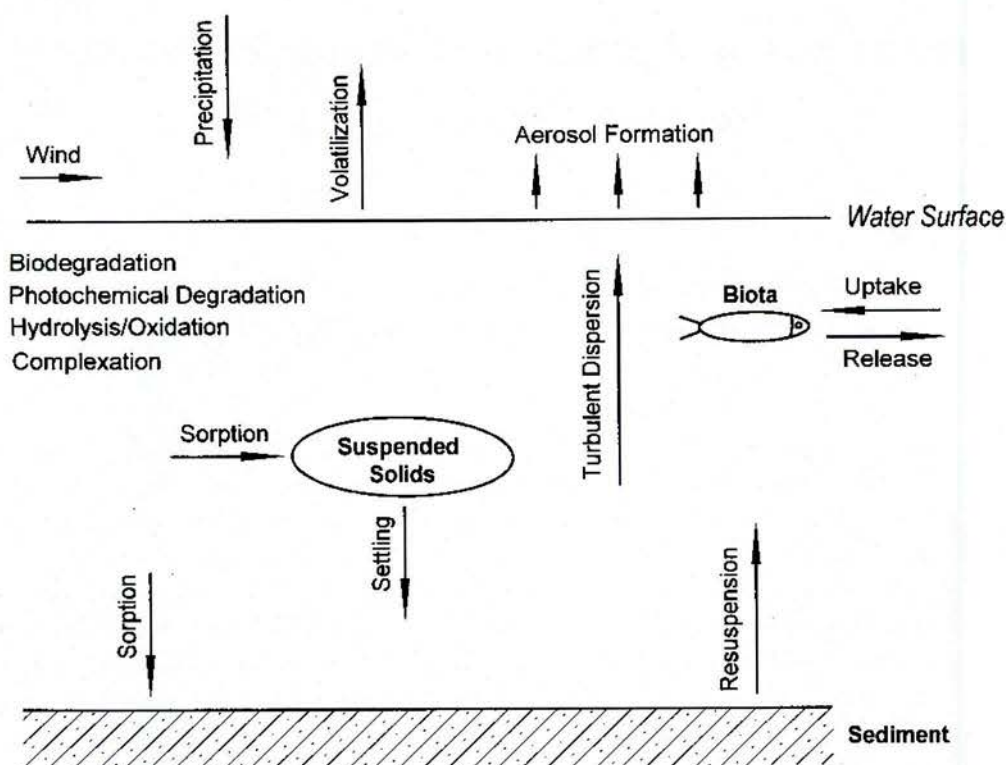 Precipitation
Volatilization
Aerosol Formation
Wind
Water Surface
Biodegradation
Photochemical Degradation
Hydrolysis/Oxidation
Complexation
Turbulent Dispersion
Biota
Uptake
Release
Sorption
Suspended
Solids
Settling
Sorption
Resuspension
Sediment